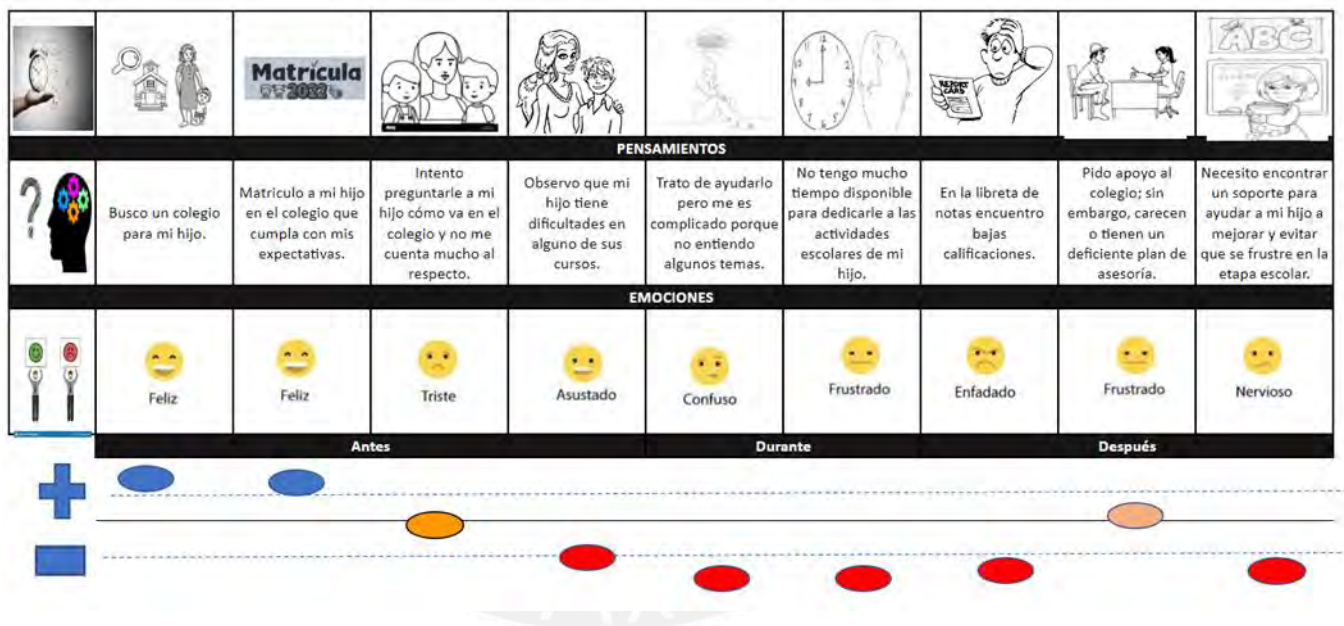 Matrícula
2022
REPORT
CARD
ABC
PENSAMIENTOS
Busco un colegio
para mi hijo.
Matriculo a mi hijo
en el colegio que
cumpla con mis
expectativas.
Intento
preguntarle a mi
hijo cómo va en el
colegio y no me
cuenta mucho al
respecto.
Observo que mi
hijo tiene
dificultades en
alguno de sus
cursos.
Trato de ayudarlo
pero me es
complicado porque
no entiendo
algunos temas.
No tengo mucho
tiempo disponible
para dedicarle a las
actividades
escolares de mi
hijo.
En la libreta de
notas encuentro
bajas
calificaciones.
Pido apoyo al
colegio; sin
embargo, carecen
o tienen un
deficiente plan de
asesoría.
Necesito encontrar
un soporte para
ayudar a mi hijo a
mejorar y evitar
que se frustre en la
etapa escolar.
EMOCIONES
Feliz
Feliz
Triste
Asustado
Confuso
Frustrado
Enfadado
Frustrado
Nervioso
Antes
Durante
Después